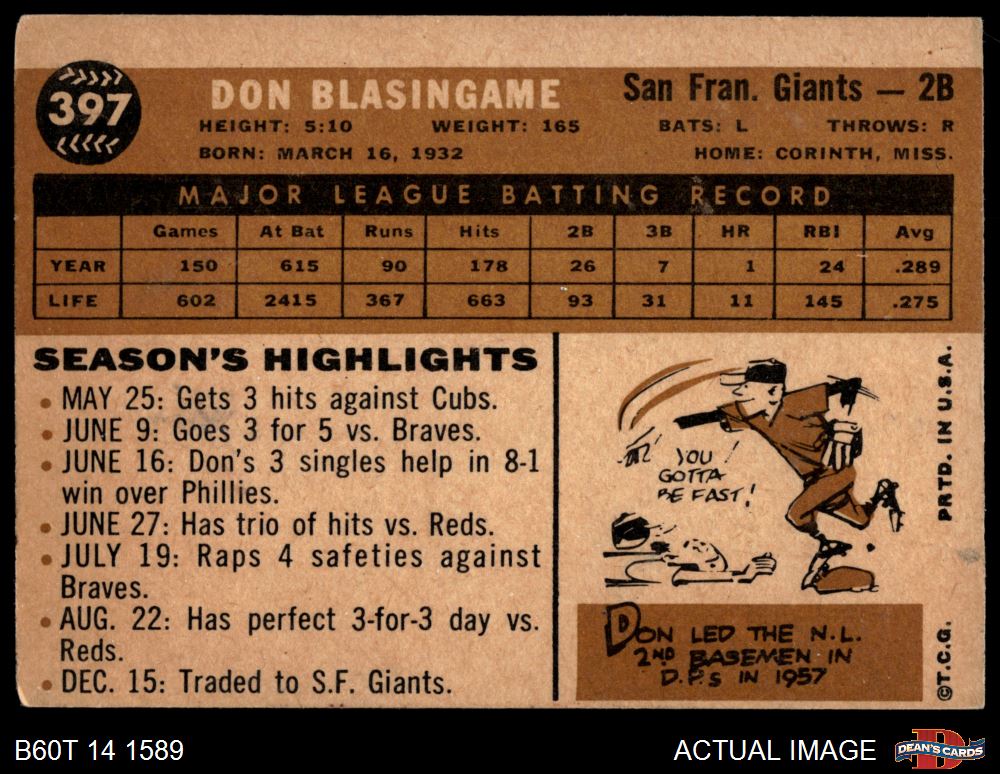 397
DON BLASINGAME
San Fran. Giants — 2B
HEIGHT: 5:10 WEIGHT: 165 BATS: L THROWS: R
BORN: MARCH 16, 1932 HOME: CORINTH, MISS.
MAJOR LEAGUE BATTING RECORD
Games At Bat Runs Hits 2B 3B HR RBI Avg
YEAR 150 615 90 178 26 7 1 24 .289
LIFE 602 2415 367 663 93 31 11 145 .275
SEASON'S HIGHLIGHTS
• MAY 25: Gets 3 hits against Cubs.
• JUNE 9: Goes 3 for 5 vs. Braves.
• JUNE 16: Don's 3 singles help in 8-1
win over Phillies.
• JUNE 27: Has trio of hits vs. Reds.
• JULY 19: Raps 4 safeties against
Braves.
• AUG. 22: Has perfect 3-for-3 day vs.
Reds.
• DEC. 15: Traded to S.F. Giants.
YOU
GOTTA
BE FAST!
DON LED THE N.L.
2ND BASEMEN IN
D.P.s IN 1957
©T.C.G. PRTD. IN U.S.A.
B60T 14 1589
ACTUAL IMAGE
DEAN'S CARDS